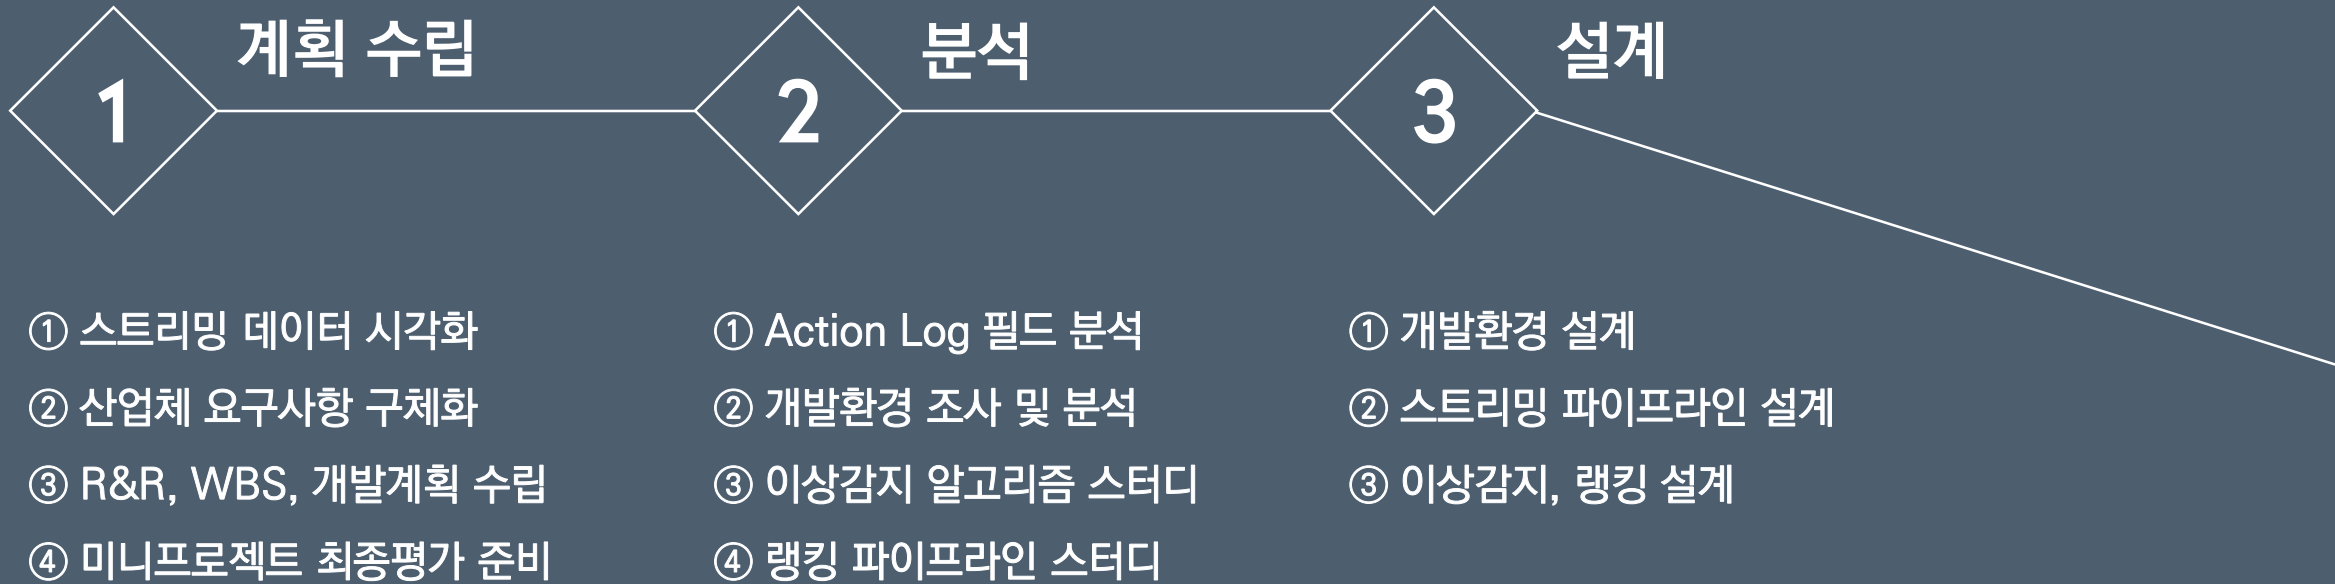 1 계획 수립
① 스트리밍 데이터 시각화
② 산업체 요구사항 구체화
③ R&R, WBS, 개발계획 수립
④ 미니프로젝트 최종평가 준비
2 분석
① Action Log 필드 분석
② 개발환경 조사 및 분석
③ 이상감지 알고리즘 스터디
④ 랭킹 파이프라인 스터디
3 설계
① 개발환경 설계
② 스트리밍 파이프라인 설계
③ 이상감지, 랭킹 설계